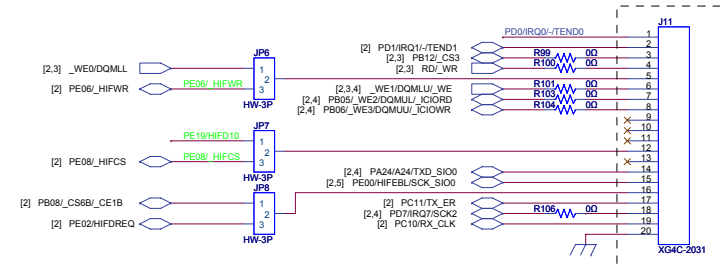 J11
PD0/IRQ0/-/TEND0
1
[2] PD1/IRQ1/-/TEND1
2
[2,3] PB12/_CS3
R99
0Ω
3
[2,3] RD/_WR
R100
0Ω
4
JP6
[2,3] _WE0/DQMLL
1
2
[2] PE06/_HIFWR
PE06/_HIFWR
3
HW-3P
5
[2,3,4] _WE1/DQMLU/_WE
R101
0Ω
6
[2,4] PB05/_WE2/DQMUL/_ICIORD
R103
0Ω
7
[2,4] PB06/_WE3/DQMUU/_ICIOWR
R104
0Ω
8
9
10
11
JP7
PE19/HIFD10
1
2
[2] PE08/_HIFCS
PE08/_HIFCS
3
HW-3P
12
13
[2,4] PA24/A24/TXD_SIO0
14
[2,5] PE00/HIFEBL/SCK_SIO0
15
JP8
[2] PB08/_CS6B/_CE1B
1
2
[2] PE02/HIFDREQ
3
HW-3P
16
[2] PC11/TX_ER
17
[2,4] PD7/IRQ7/SCK2
R106
0Ω
18
[2] PC10/RX_CLK
19
20
XG4C-2031